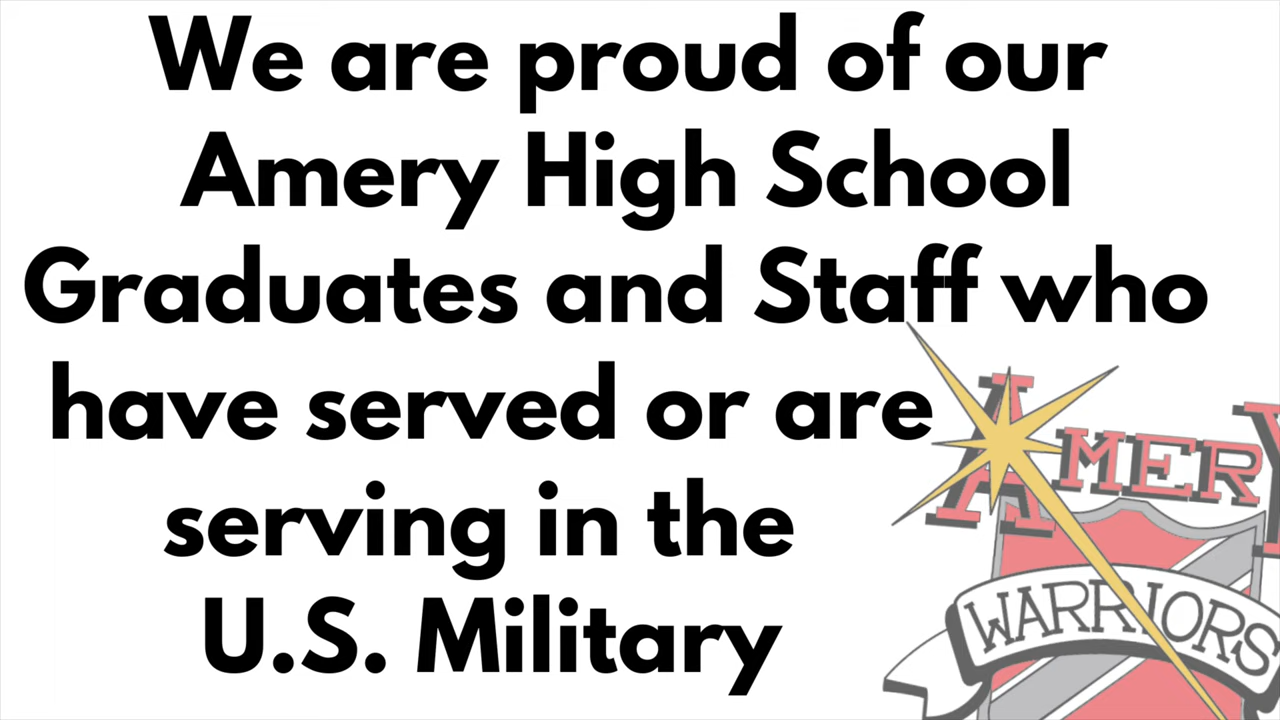 We are proud of our
Amery High School
Graduates and Staff who
have served or are
serving in the
U.S. Military
AMERY
WARRIORS